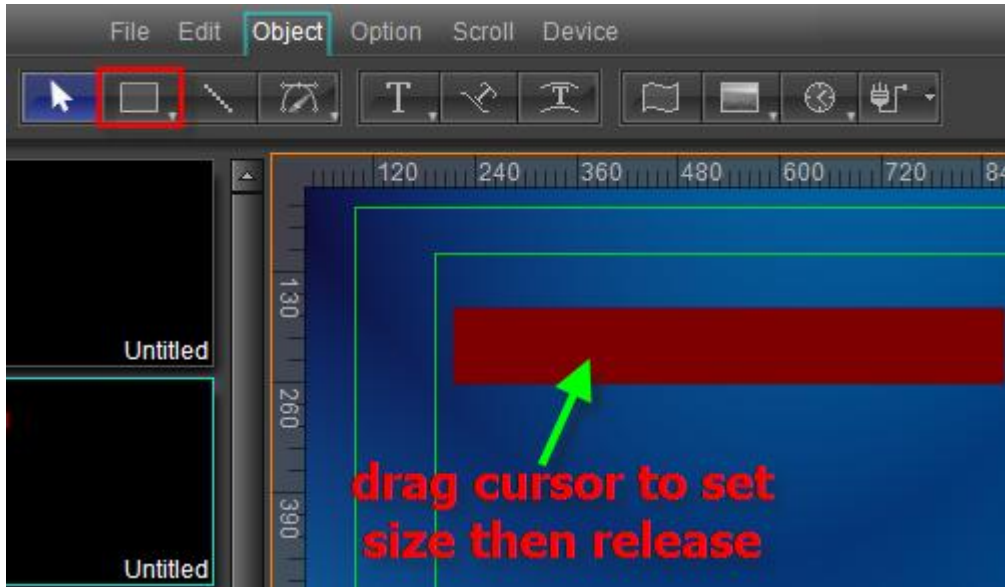 File Edit Object Option Scroll Device
T T
120 240 360 480 600 720 84
130
Untitled
260
drag cursor to set
390
size then release
Untitled